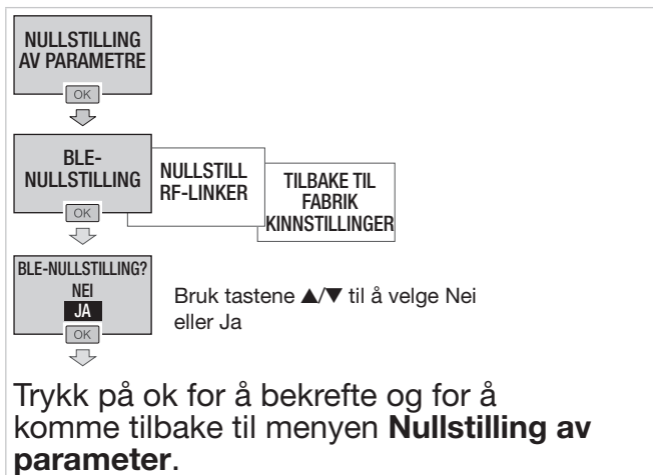 NULLSTILLING
AV PARAMETRE
OK
BLE-
NULLSTILLING
NULLSTILL
RF-LINKER
TILBAKE TIL
FABRIK
KINNSTILLINGER
OK
BLE-NULLSTILLING?
NEI
JA
OK
Bruk tastene ▲/▼ til å velge Nei
eller Ja
Trykk på ok for å bekrefte og for å
komme tilbake til menyen Nullstilling av
parameter.